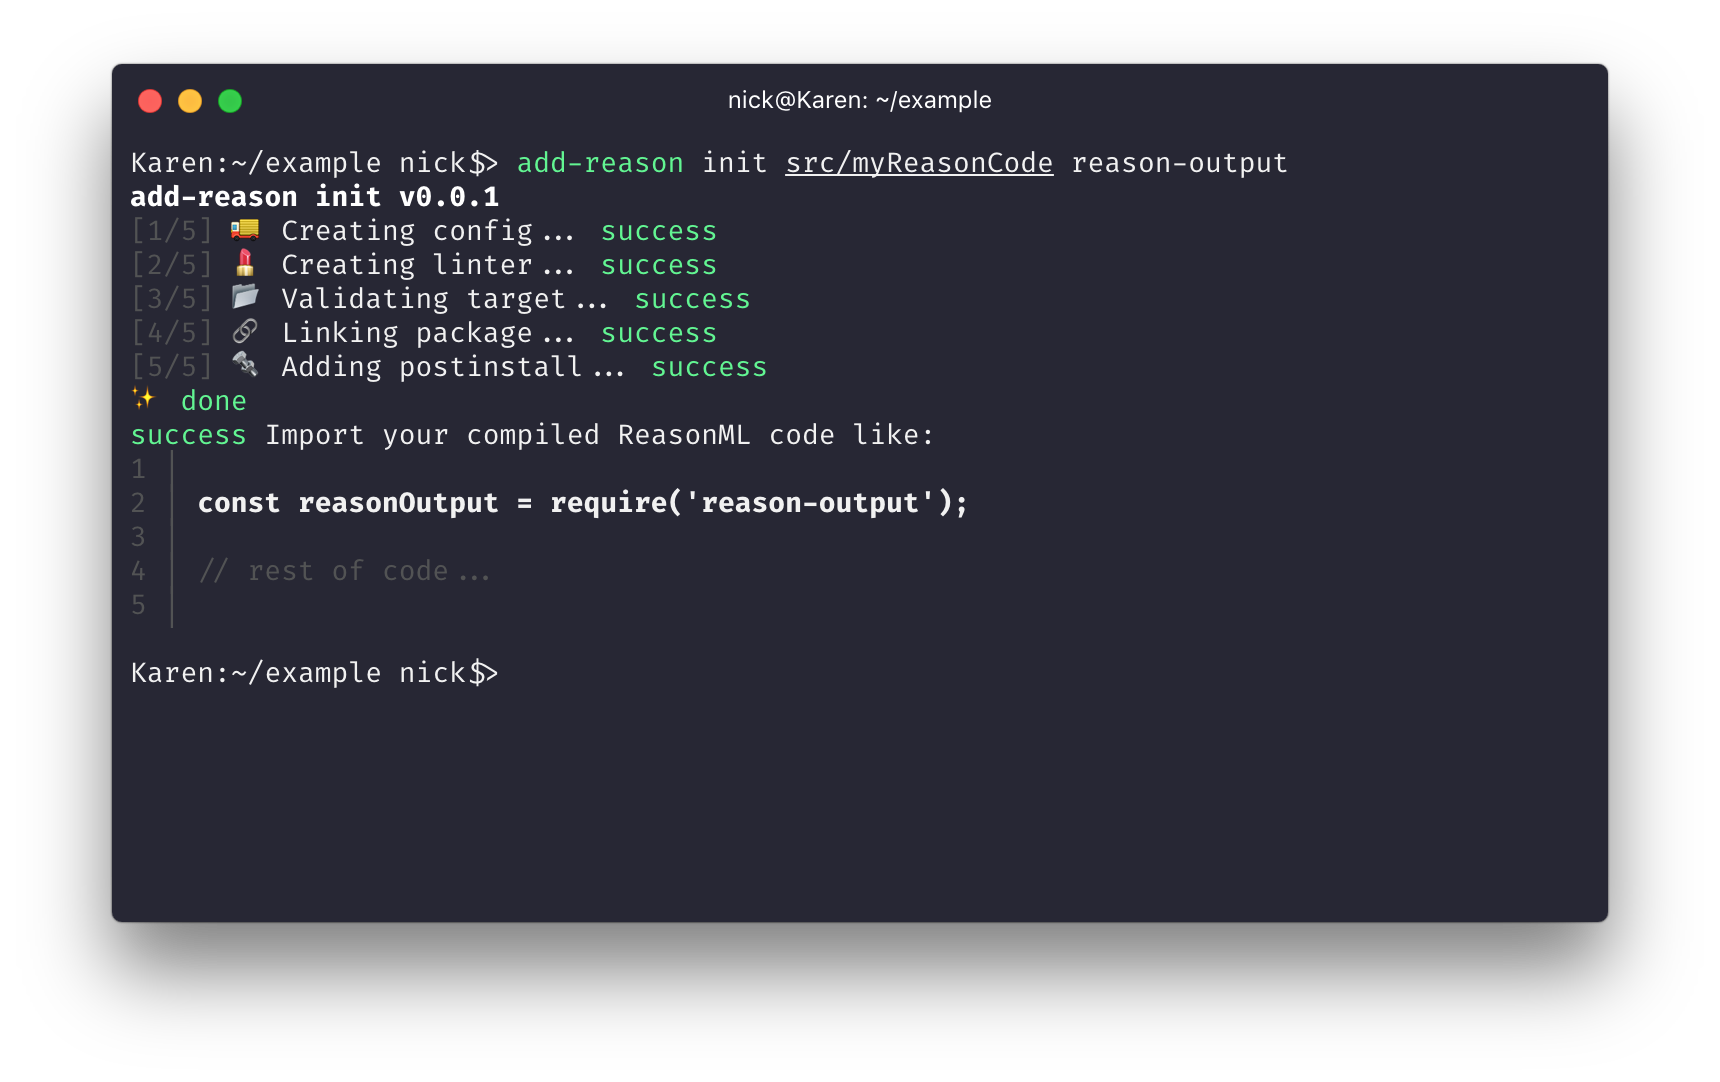 nick@Karen: ~/example
Karen:~/example nick$> add-reason init src/myReasonCode reason-output
add-reason init v0.0.1
[1/5] 🚚 Creating config... success
[2/5] 💄 Creating linter... success
[3/5] 📂 Validating target... success
[4/5] 🔗 Linking package... success
[5/5] 🔩 Adding postinstall... success
✨ done
success Import your compiled ReasonML code like:
1 │
2 │ const reasonOutput = require('reason-output');
3 │
4 │ // rest of code...
5 │
Karen:~/example nick$>